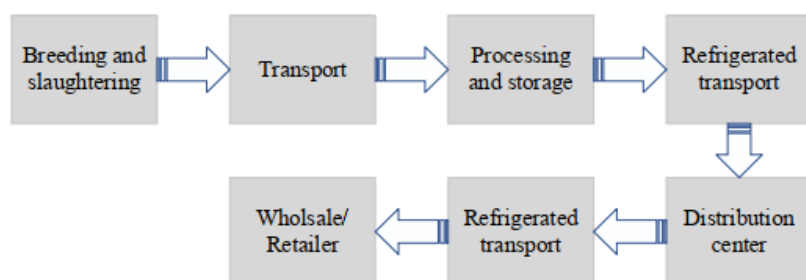 Breeding and
slaughtering
Transport
Processing
and storage
Refrigerated
transport
Wholsale/
Retailer
Refrigerated
transport
Distribution
center